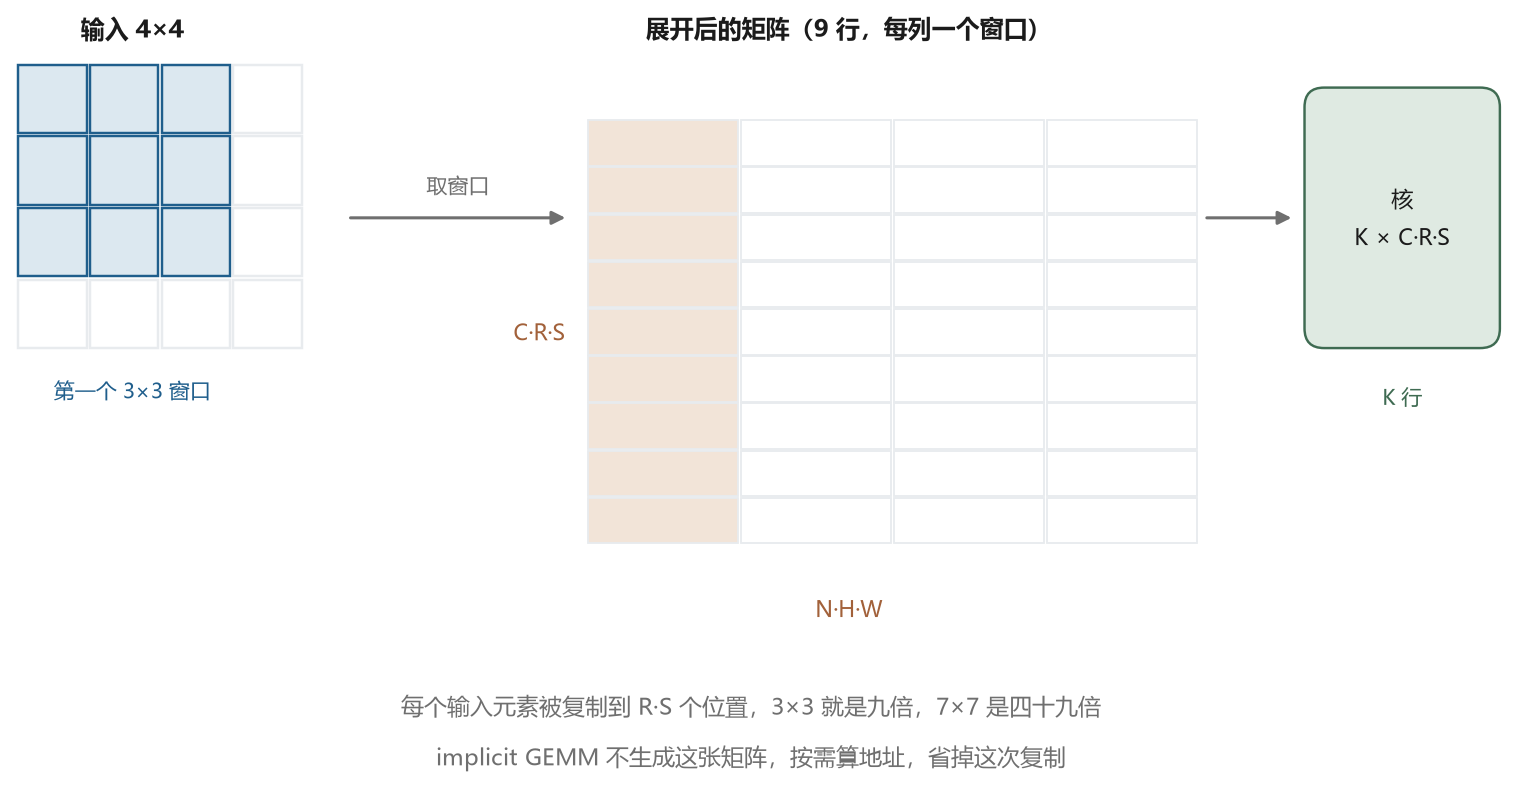 输入 4×4
展开后的矩阵（9 行，每列一个窗口）
取窗口
核
K × C·R·S
C·R·S
第一个 3×3 窗口
K 行
N·H·W
每个输入元素被复制到 R·S 个位置，3×3 就是九倍，7×7 是四十九倍
implicit GEMM 不生成这张矩阵，按需算地址，省掉这次复制